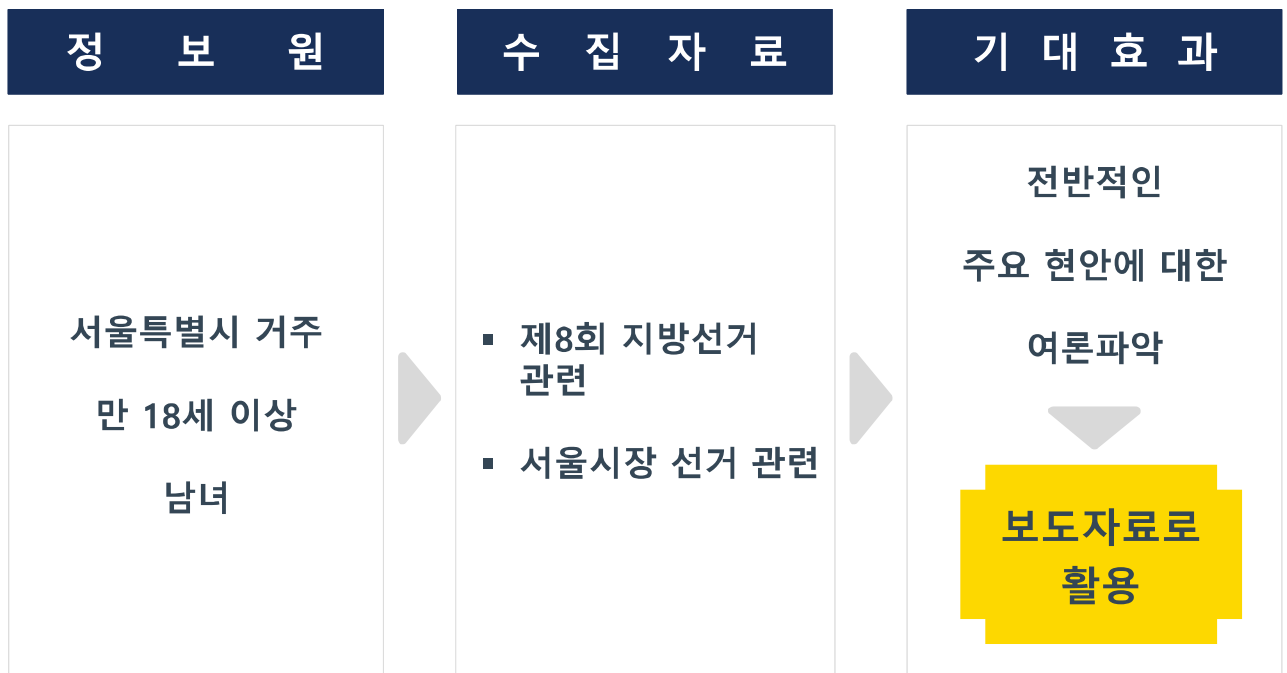 정 보 원
수 집 자 료
기 대 효 과
서울특별시 거주
만 18세 이상
남녀
▪ 제8회 지방선거
관련
▪ 서울시장 선거 관련
전반적인
주요 현안에 대한
여론파악
보도자료로
활용